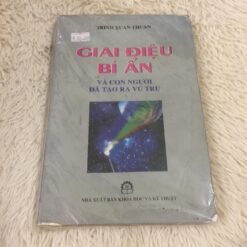 TRỊNH XUÂN THUẬN
GIAI ĐIỆU
BÍ ẨN
VÀ CON NGƯỜI
ĐÃ TẠO RA VŨ TRỤ
NHÀ XUẤT BẢN KHOA HỌC VÀ KỸ THUẬT